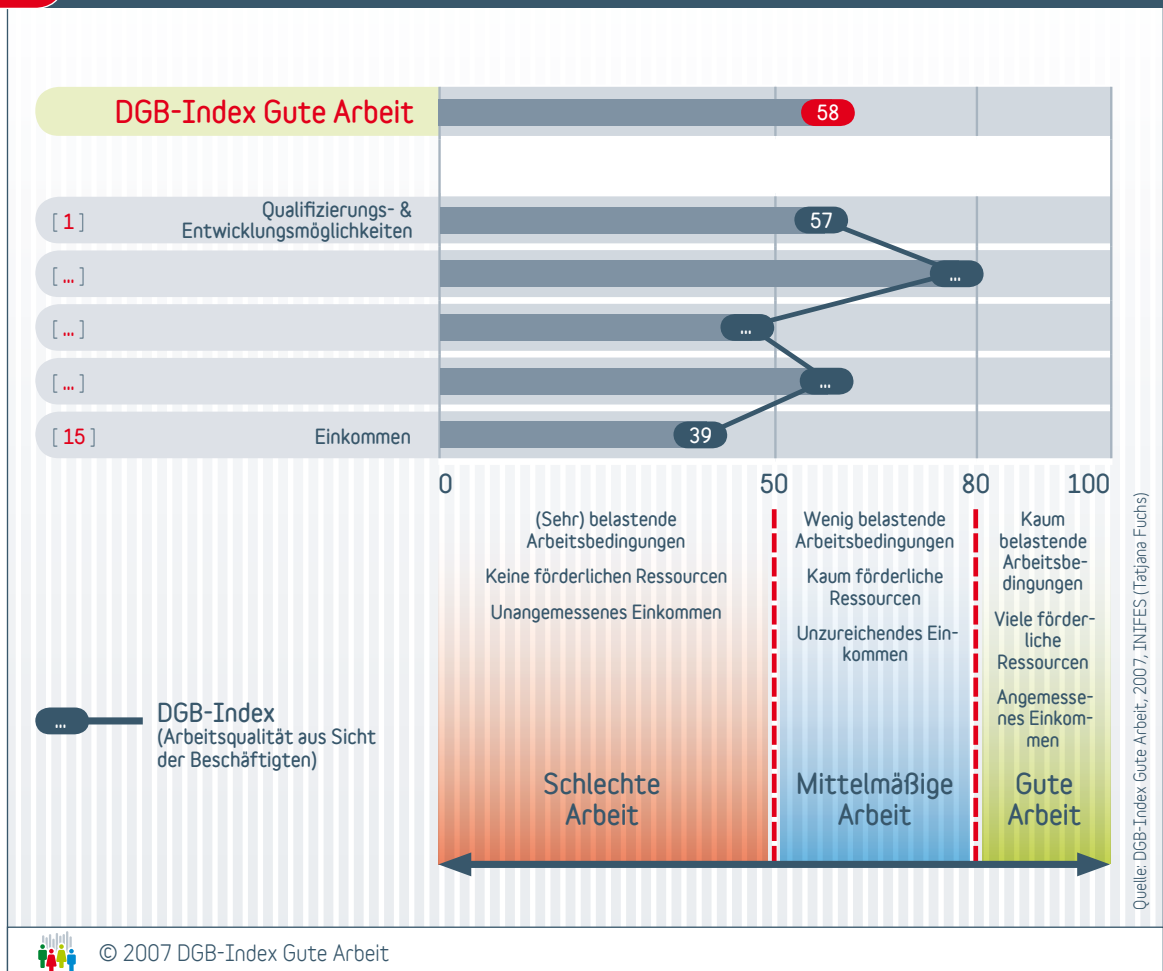 DGB-Index Gute Arbeit
58
[ 1 ]
Qualifizierungs- &
Entwicklungsmöglichkeiten
57
[ ... ]
...
[ ... ]
...
[ ... ]
...
[ 15 ]
Einkommen
39
0
50
80
100
(Sehr) belastende
Arbeitsbedingungen
Keine förderlichen Ressourcen
Unangemessenes Einkommen
Schlechte
Arbeit
Wenig belastende
Arbeitsbedingungen
Kaum förderliche
Ressourcen
Unzureichendes Ein-
kommen
Mittelmäßige
Arbeit
Kaum
belastende
Arbeitsbe-
dingungen
Viele förder-
liche
Ressourcen
Angemesse-
nes Einkom-
men
Gute
Arbeit
...
DGB-Index
(Arbeitsqualität aus Sicht
der Beschäftigten)
Quelle: DGB-Index Gute Arbeit, 2007, INIFES (Tatjana Fuchs)
© 2007 DGB-Index Gute Arbeit